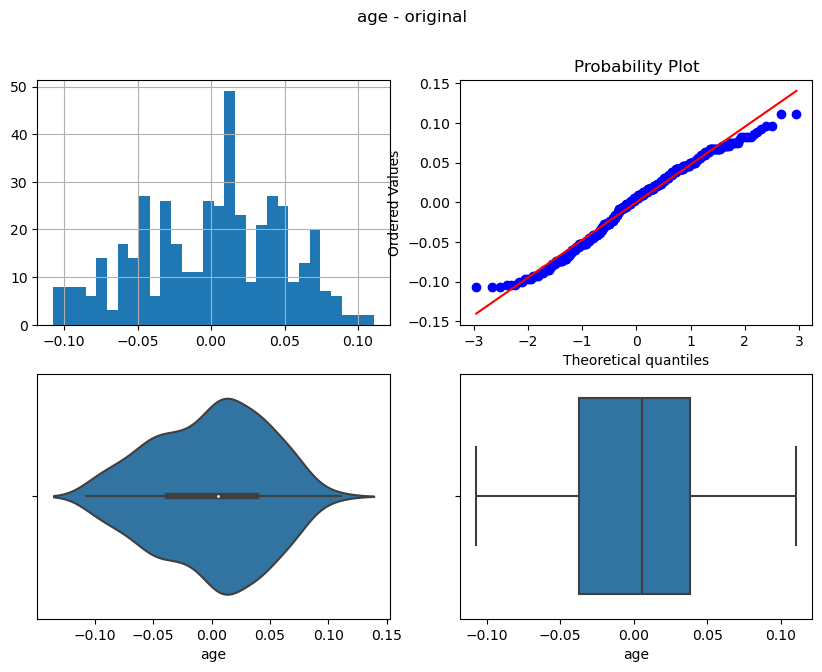 age - original
50
40
30
20
10
0
−0.10 −0.05 0.00 0.05 0.10
Probability Plot
0.15
0.10
0.05
0.00
−0.05
−0.10
−0.15
Ordered Values
−3 −2 −1 0 1 2 3
Theoretical quantiles
−0.10 −0.05 0.00 0.05 0.10 0.15
age
−0.10 −0.05 0.00 0.05 0.10
age